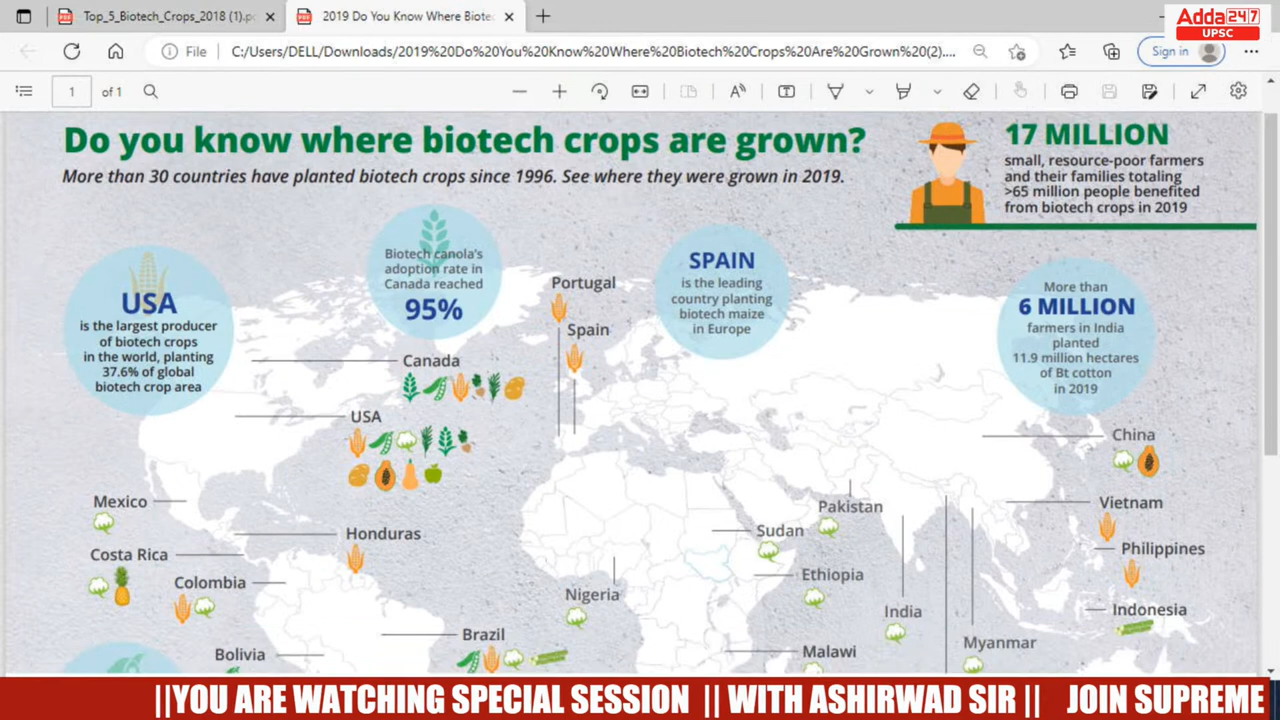 Top_5_Biotech_Crops_2018 (1).pc
2019 Do You Know Where Biote
Adda247
UPSC
File
C:/Users/DELL/Downloads/2019%20Do%20You%20Know%20Where%20Biotech%20Crops%20Are%20Grown%20(2)....
Sign in
1 of 1
Do you know where biotech crops are grown?
More than 30 countries have planted biotech crops since 1996. See where they were grown in 2019.
17 MILLION
small, resource-poor farmers
and their families totaling
>65 million people benefited
from biotech crops in 2019
USA
is the largest producer
of biotech crops
in the world, planting
37.6% of global
biotech crop area
Biotech canola's
adoption rate in
Canada reached
95%
SPAIN
is the leading
country planting
biotech maize
in Europe
More than
6 MILLION
farmers in India
planted
11.9 million hectares
of Bt cotton
in 2019
Portugal
Spain
Canada
USA
China
Mexico
Pakistan
Vietnam
Honduras
Sudan
Costa Rica
Philippines
Colombia
Ethiopia
Nigeria
India
Indonesia
Brazil
Myanmar
Bolivia
Malawi
||YOU ARE WATCHING SPECIAL SESSION || WITH ASHIRWAD SIR || JOIN SUPREME